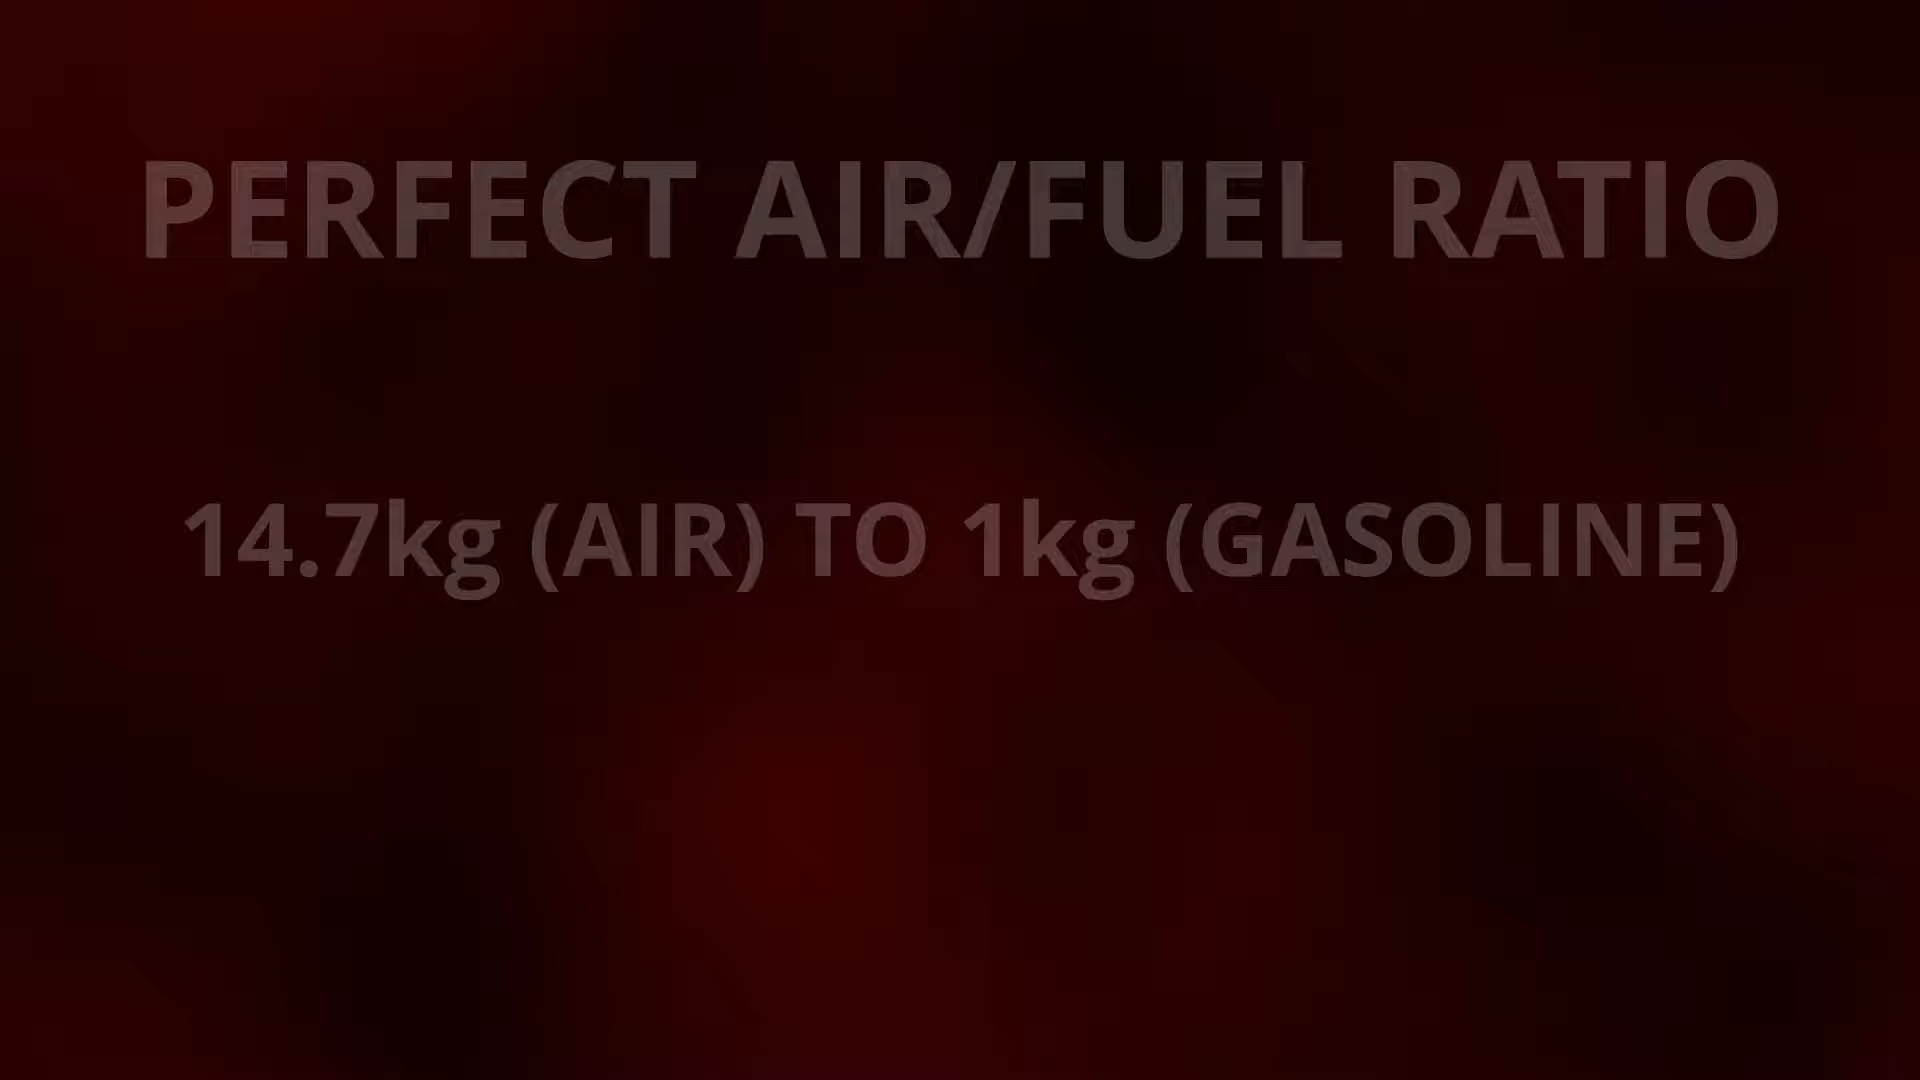 PERFECT AIR/FUEL RATIO
14.7kg (AIR) TO 1kg (GASOLINE)